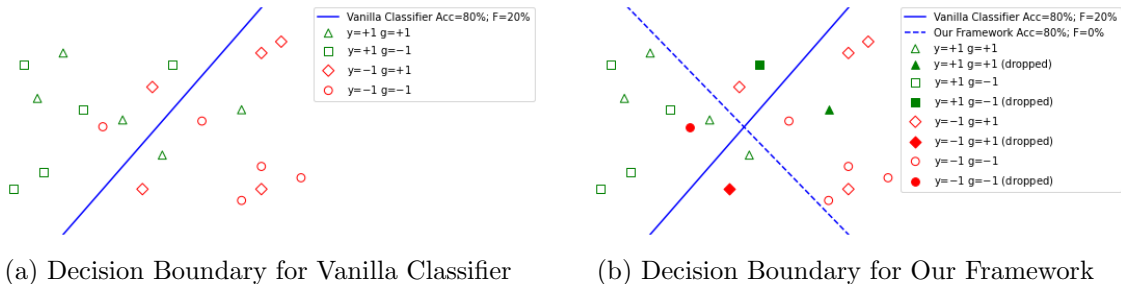 Vanilla Classifier Acc=80%; F=20%
y=+1 g=+1
y=+1 g=−1
y=−1 g=+1
y=−1 g=−1
Vanilla Classifier Acc=80%; F=20%
Our Framework Acc=80%; F=0%
y=+1 g=+1
y=+1 g=+1 (dropped)
y=+1 g=−1
y=+1 g=−1 (dropped)
y=−1 g=+1
y=−1 g=+1 (dropped)
y=−1 g=−1
y=−1 g=−1 (dropped)
(a) Decision Boundary for Vanilla Classifier
(b) Decision Boundary for Our Framework